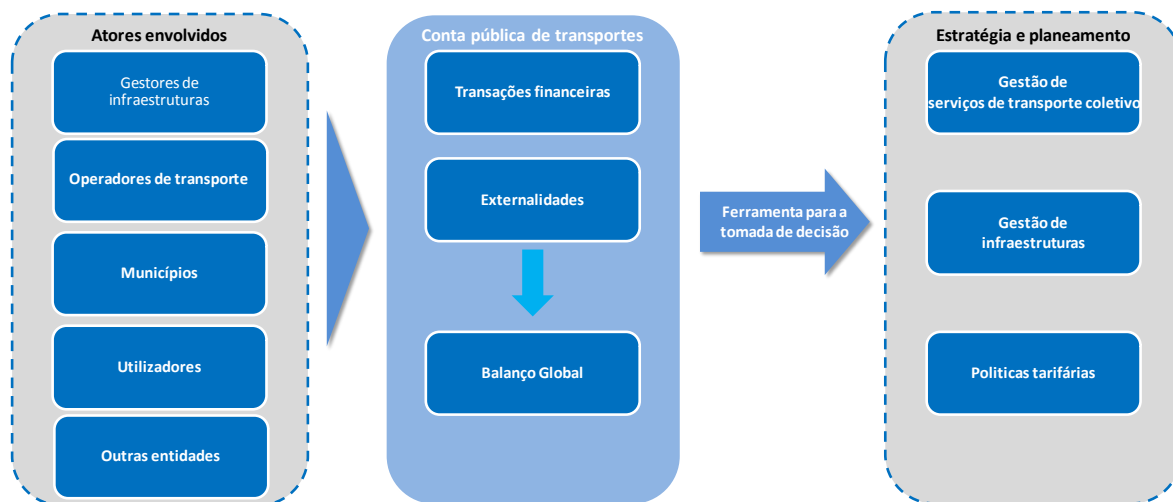 Atores envolvidos
Gestores de
infraestruturas
Operadores de transporte
Municípios
Utilizadores
Outras entidades
Conta pública de transportes
Transações financeiras
Externalidades
Balanço Global
Ferramenta para a
tomada de decisão
Estratégia e planeamento
Gestão de
serviços de transporte coletivo
Gestão de
infraestruturas
Politicas tarifárias